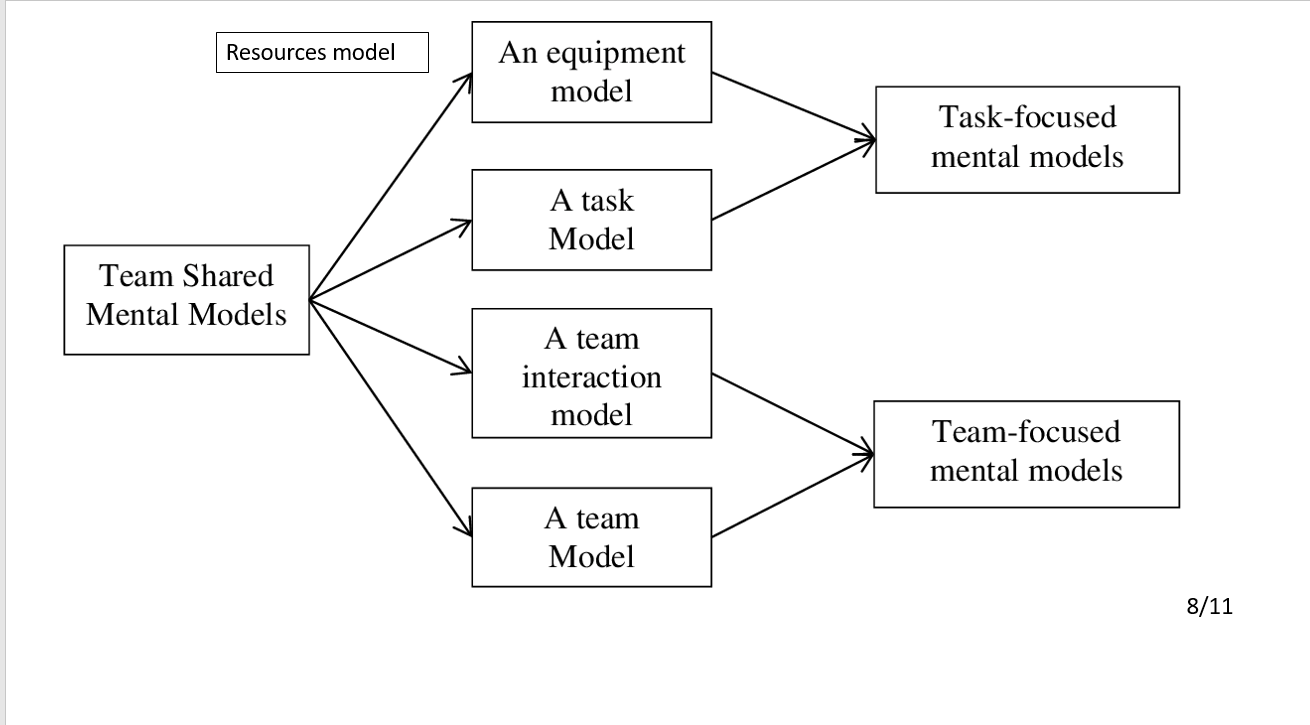 Resources model
An equipment
model
Task-focused
mental models
A task
Model
Team Shared
Mental Models
A team
interaction
model
Team-focused
mental models
A team
Model
8/11